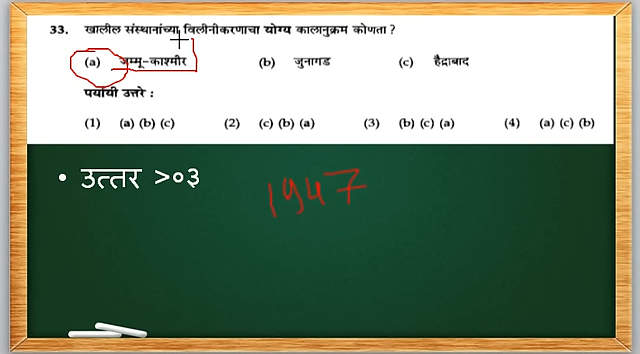 33. खालील संस्थानांच्या विलीनीकरणाचा योग्य कालानुक्रम कोणता ?
(a) जम्मू-काश्मीर (b) जुनागड (c) हैद्राबाद
पर्यायी उत्तरे :
(1) (a) (b) (c) (2) (c) (b) (a) (3) (b) (c) (a) (4) (a) (c) (b)
• उत्तर >०३
1947